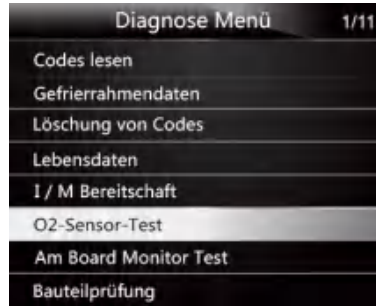 Diagnose Menü 1/11
Codes lesen
Gefrierrahmendaten
Löschung von Codes
Lebensdaten
I / M Bereitschaft
O2-Sensor-Test
Am Board Monitor Test
Bauteilprüfung